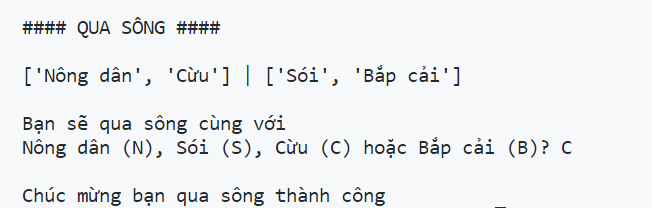 #### QUA SÔNG ####
['Nông dân', 'Cừu'] | ['Sói', 'Bắp cải']
Bạn sẽ qua sông cùng với
Nông dân (N), Sói (S), Cừu (C) hoặc Bắp cải (B)? C
Chúc mừng bạn qua sông thành công